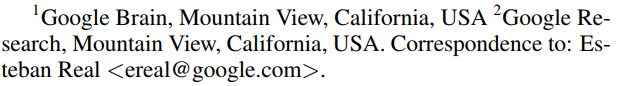 ¹Google Brain, Mountain View, California, USA ²Google Re-
search, Mountain View, California, USA. Correspondence to: Es-
teban Real <ereal@google.com>.